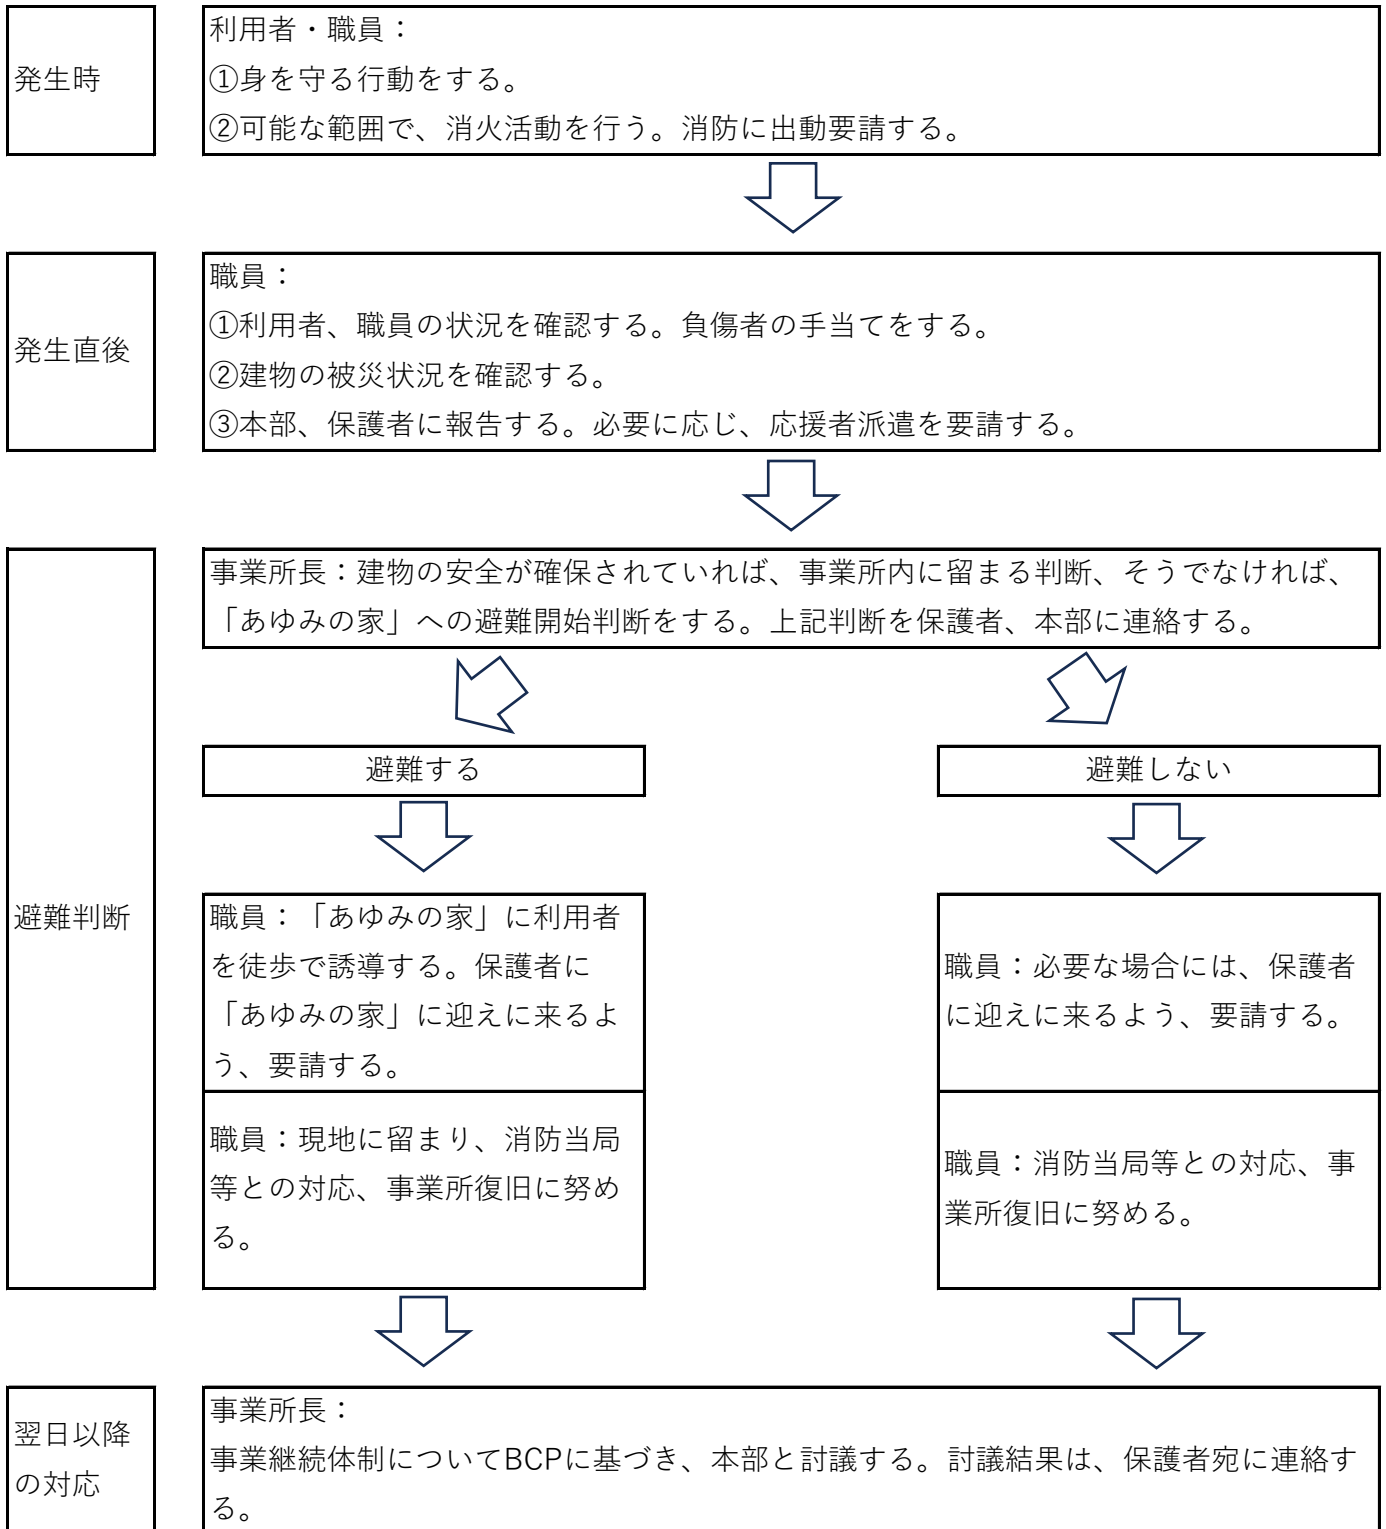 発生時
利用者・職員：
①身を守る行動をする。
②可能な範囲で、消火活動を行う。消防に出動要請する。
発生直後
職員：
①利用者、職員の状況を確認する。負傷者の手当てをする。
②建物の被災状況を確認する。
③本部、保護者に報告する。必要に応じ、応援者派遣を要請する。
避難判断
事業所長：建物の安全が確保されていれば、事業所内に留まる判断、そうでなければ、
「あゆみの家」への避難開始判断をする。上記判断を保護者、本部に連絡する。
避難する
職員：「あゆみの家」に利用者
を徒歩で誘導する。保護者に
「あゆみの家」に迎えに来るよ
う、要請する。
職員：現地に留まり、消防当局
等との対応、事業所復旧に努め
る。
避難しない
職員：必要な場合には、保護者
に迎えに来るよう、要請する。
職員：消防当局等との対応、事
業所復旧に努める。
翌日以降
の対応
事業所長：
事業継続体制についてBCPに基づき、本部と討議する。討議結果は、保護者宛に連絡す
る。